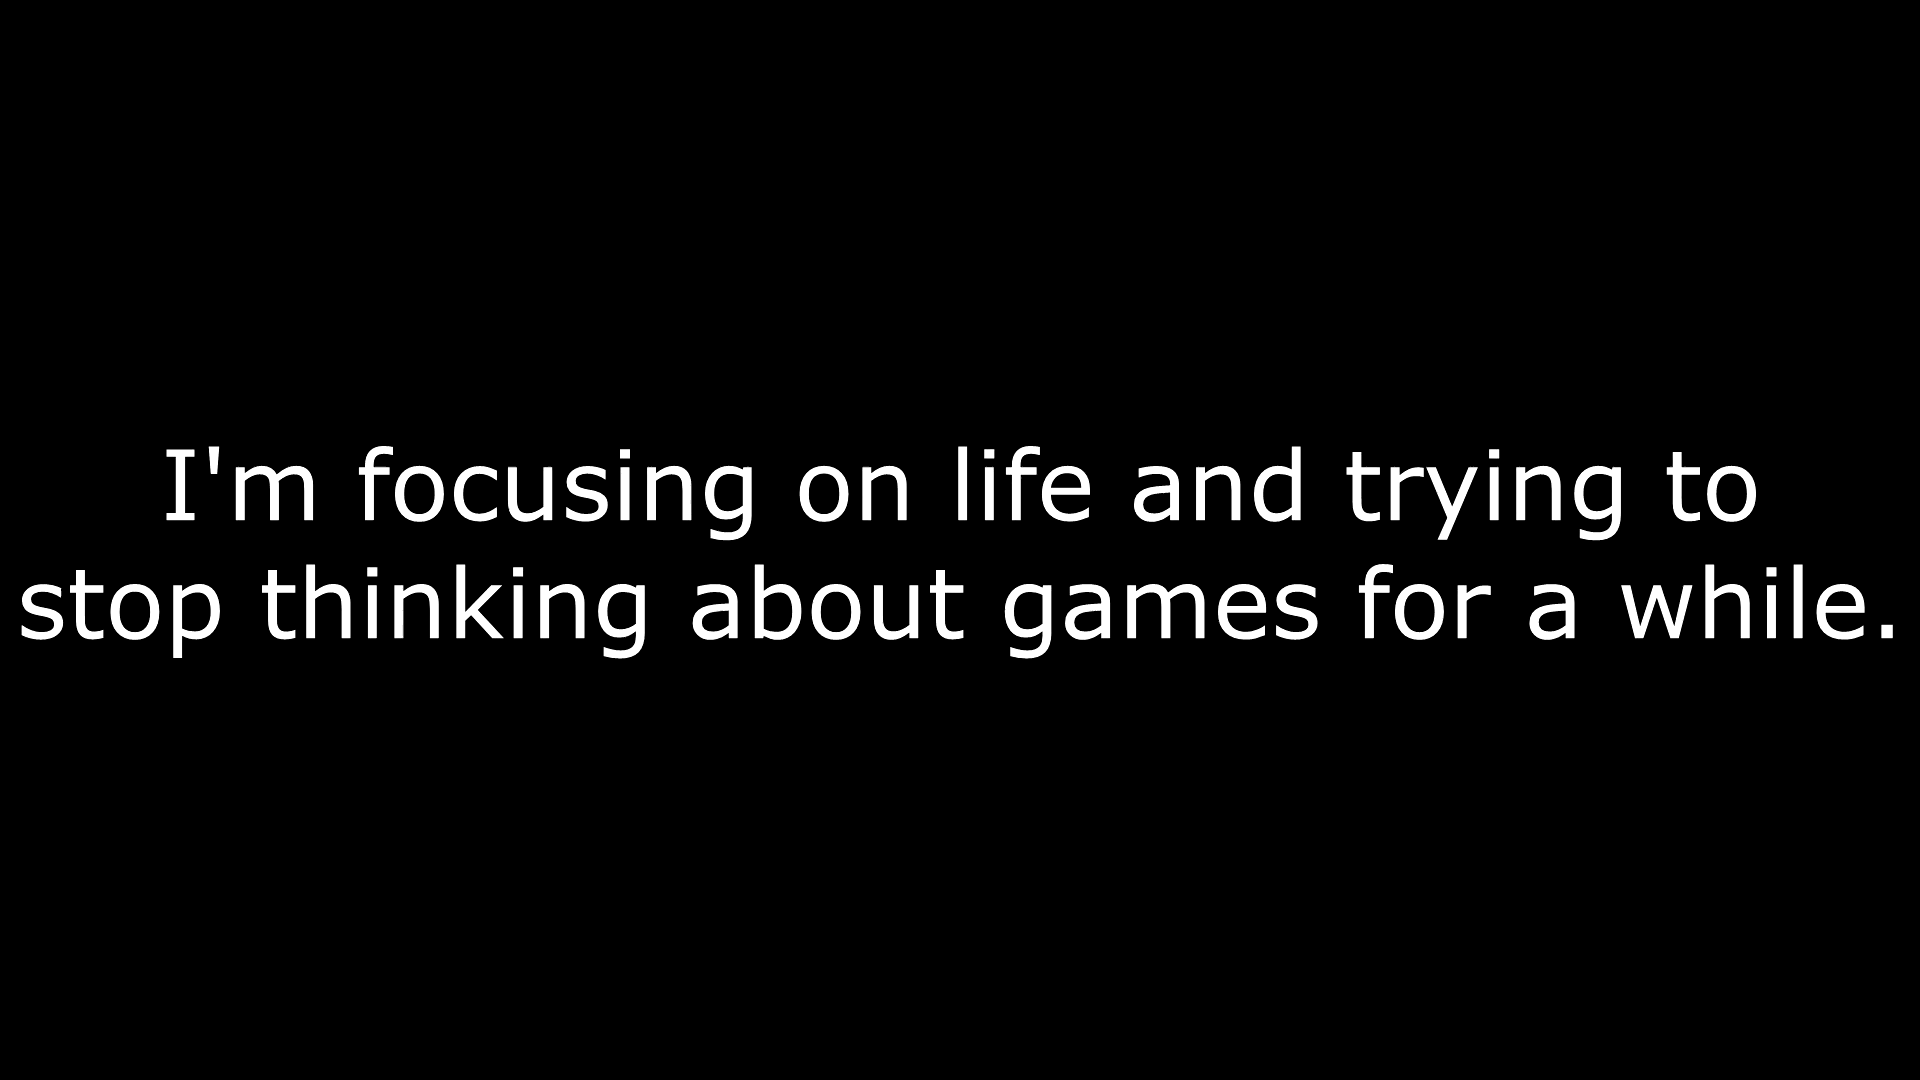 I'm focusing on life and trying to
stop thinking about games for a while.